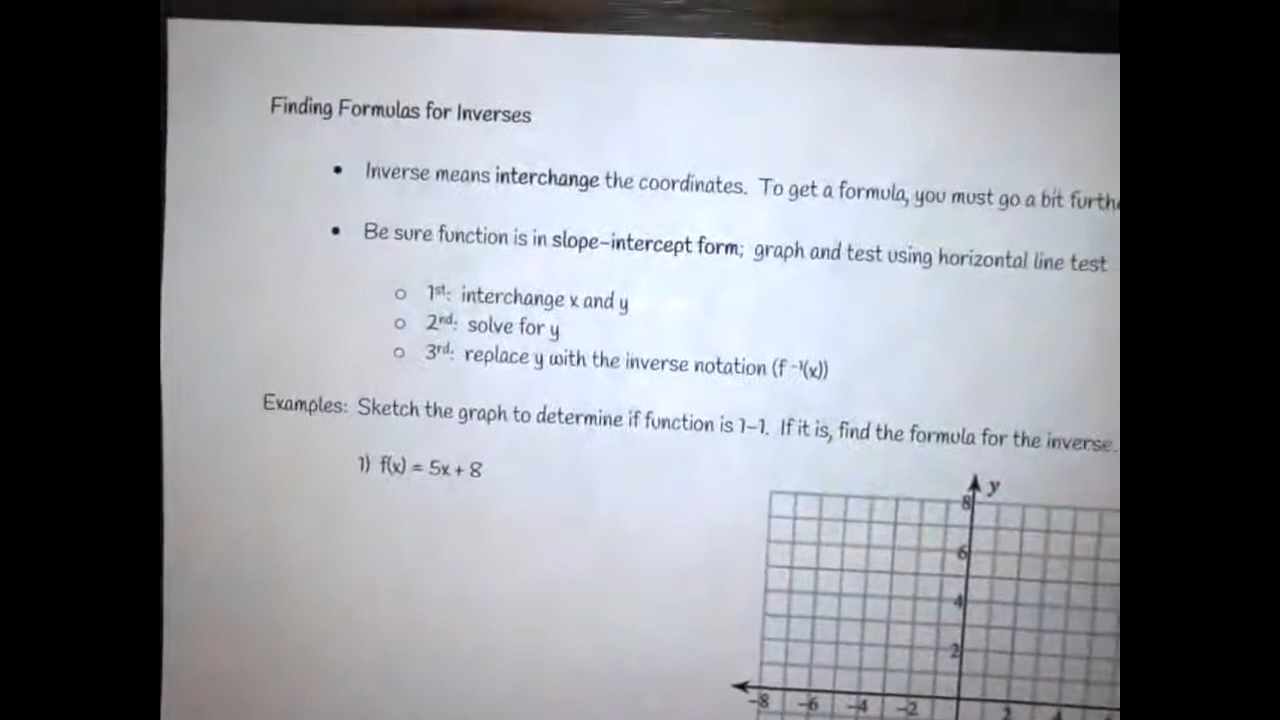 Finding Formulas for Inverses
• Inverse means interchange the coordinates. To get a formula, you must go a bit
• Be sure function is in slope-intercept form; graph and test using horizontal line test
○ 1st: interchange x and y
○ 2nd: solve for y
○ 3rd: replace y with the inverse notation (f⁻¹(x))
Examples: Sketch the graph to determine if function is 1-1. If it is, find the formula for the inverse.
1) f(x) = 5x + 8
y
8
6
4
2
-8 -6 -4 -2 2